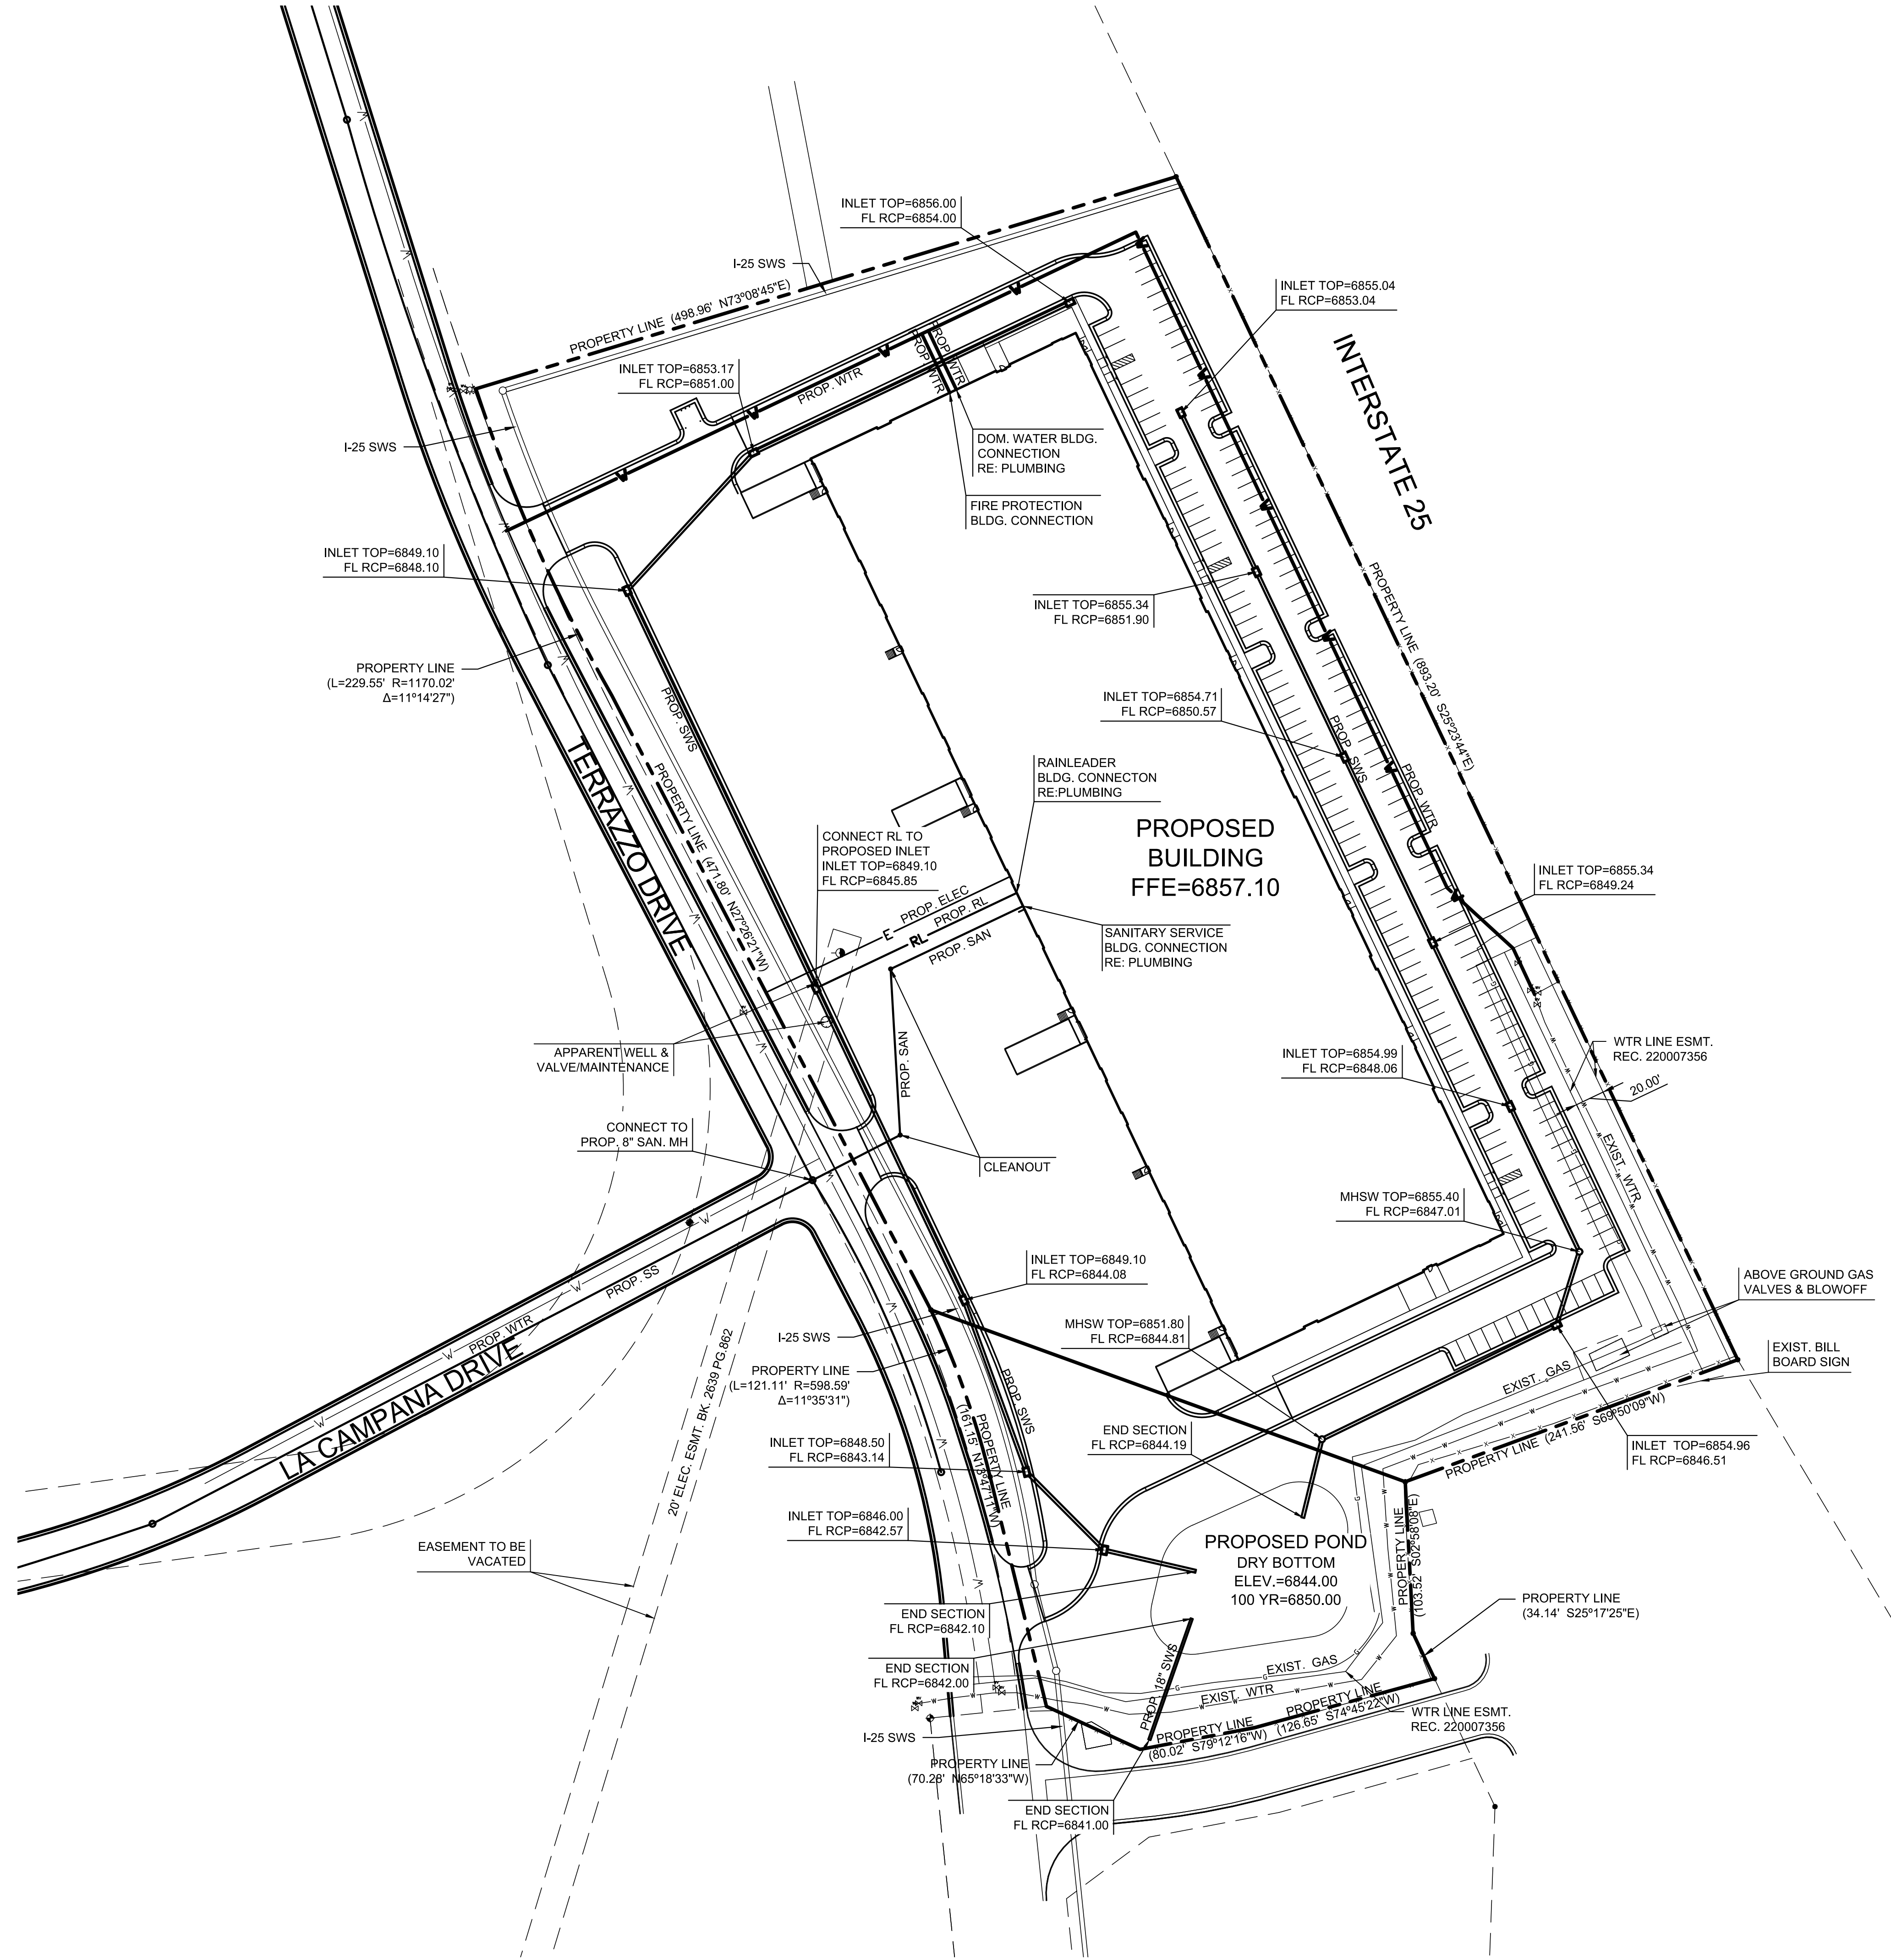 INLET TOP=6856.00
FL RCP=6854.00
I-25 SWS
PROPERTY LINE (498.96' N73°08'45"E)
INLET TOP=6855.04
FL RCP=6853.04
INTERSTATE 25
INLET TOP=6853.17
FL RCP=6851.00
PROP. WTR
PROP. WTR
PROP. WTR
I-25 SWS
DOM. WATER BLDG.
CONNECTION
RE: PLUMBING
FIRE PROTECTION
BLDG. CONNECTION
INLET TOP=6849.10
FL RCP=6848.10
INLET TOP=6855.34
FL RCP=6851.90
PROPERTY LINE (893.20' S25°23'44"E)
PROPERTY LINE
(L=229.55' R=1170.02'
Δ=11°14'27")
PROP. SWS
INLET TOP=6854.71
FL RCP=6850.57
PROP. SWS
PROP. WTR
TERRAZZO DRIVE
PROPERTY LINE (471.80' N27°26'21"W)
RAINLEADER
BLDG. CONNECTON
RE:PLUMBING
PROPOSED
BUILDING
FFE=6857.10
CONNECT RL TO
PROPOSED INLET
INLET TOP=6849.10
FL RCP=6845.85
E PROP. ELEC
RL PROP. RL
PROP. SAN
INLET TOP=6855.34
FL RCP=6849.24
SANITARY SERVICE
BLDG. CONNECTION
RE: PLUMBING
APPARENT WELL &
VALVE/MAINTENANCE
PROP. SAN
INLET TOP=6854.99
FL RCP=6848.06
WTR LINE ESMT.
REC. 220007356
20.00'
EXIST. WTR
CONNECT TO
PROP. 8" SAN. MH
CLEANOUT
MHSW TOP=6855.40
FL RCP=6847.01
PROP. SS
PROP. WTR
LA CAMPANA DRIVE
INLET TOP=6849.10
FL RCP=6844.08
ABOVE GROUND GAS
VALVES & BLOWOFF
I-25 SWS
MHSW TOP=6851.80
FL RCP=6844.81
EXIST. BILL
BOARD SIGN
PROPERTY LINE
(L=121.11' R=598.59'
Δ=11°35'31")
20' ELEC. ESMT. BK. 2639 PG.862
PROP. SWS
PROPERTY LINE
(161.15' N13°47'11"W)
EXIST. GAS
PROPERTY LINE (241.56' S69°50'09"W)
END SECTION
FL RCP=6844.19
INLET TOP=6848.50
FL RCP=6843.14
INLET TOP=6854.96
FL RCP=6846.51
INLET TOP=6846.00
FL RCP=6842.57
EASEMENT TO BE
VACATED
PROPOSED POND
DRY BOTTOM
ELEV.=6844.00
100 YR=6850.00
PROPERTY LINE
(103.52' S02°58'08"E)
PROPERTY LINE
(34.14' S25°17'25"E)
END SECTION
FL RCP=6842.10
END SECTION
FL RCP=6842.00
PROP. 18" SWS
EXIST. GAS
EXIST. WTR
PROPERTY LINE
(126.65' S74°45'22"W)
WTR LINE ESMT.
REC. 220007356
I-25 SWS
PROPERTY LINE
(80.02' S79°12'16"W)
PROPERTY LINE
(70.28' N65°18'33"W)
END SECTION
FL RCP=6841.00